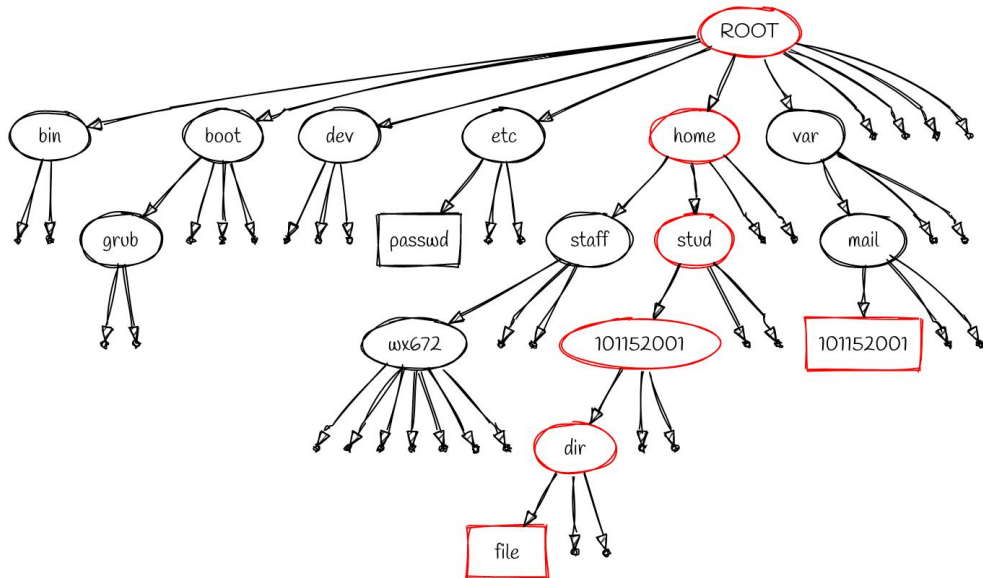 ROOT
bin
boot
dev
etc
home
var
grub
passwd
staff
stud
mail
wx672
101152001
101152001
dir
file